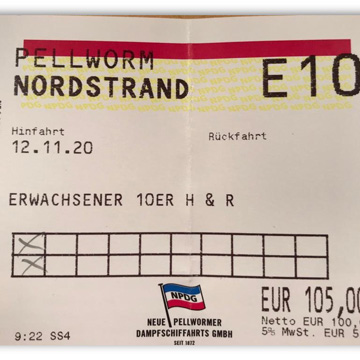 PELLWORM
NORDSTRAND
E10
Hinfahrt
Rückfahrt
12.11.20
ERWACHSENER 10ER H & R
X
X
NPDG
NEUE PELLWORMER
DAMPFSCHIFFAHRTS GMBH
SEIT 1872
EUR 105,00
Netto EUR 100,
5% MwSt. EUR 5
9:22 SS4